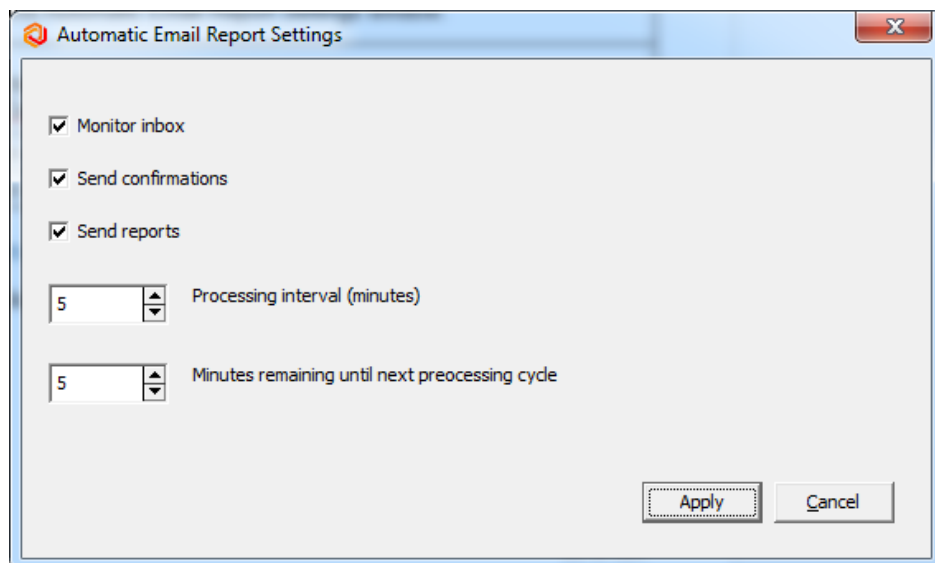 Automatic Email Report Settings
Monitor inbox
Send confirmations
Send reports
5 Processing interval (minutes)
5 Minutes remaining until next preocessing cycle
Apply Cancel